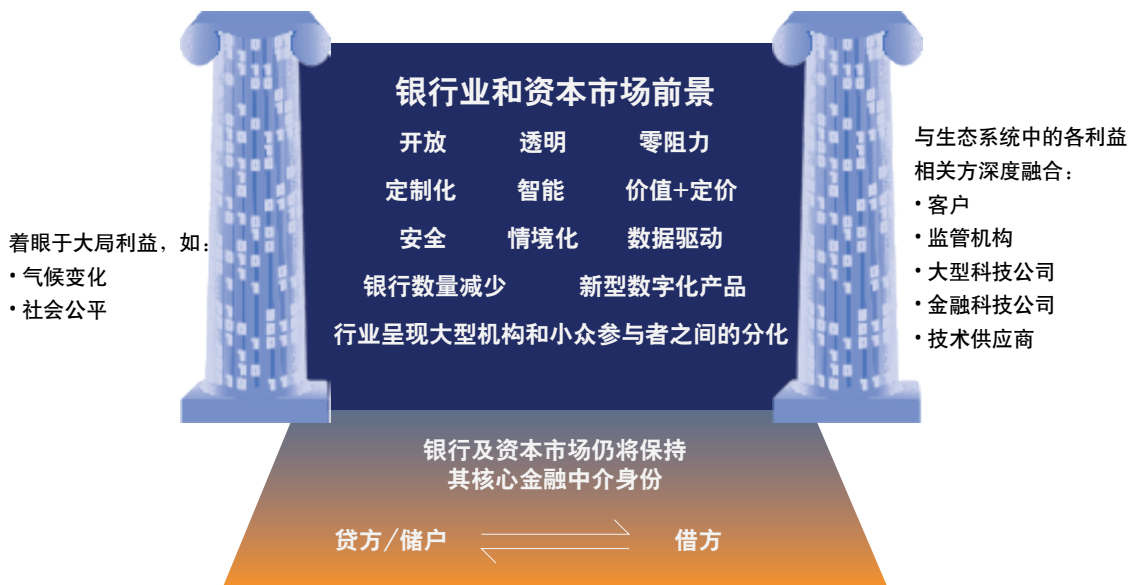 银行业和资本市场前景
开放 透明 零阻力
定制化 智能 价值+定价
安全 情境化 数据驱动
银行数量减少 新型数字化产品
行业呈现大型机构和小众参与者之间的分化
着眼于大局利益，如：
• 气候变化
• 社会公平
与生态系统中的各利益
相关方深度融合：
• 客户
• 监管机构
• 大型科技公司
• 金融科技公司
• 技术供应商
银行及资本市场仍将保持
其核心金融中介身份
贷方/储户 借方